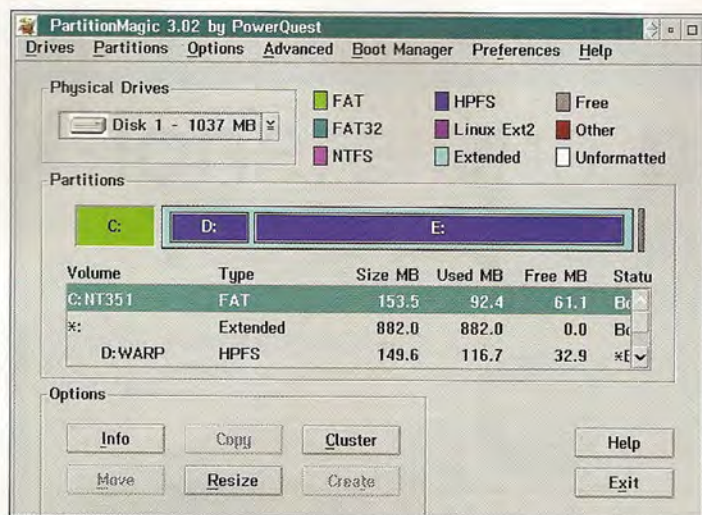 PartitionMagic 3.02 by PowerQuest
Drives Partitions Options Advanced Boot Manager Preferences Help
Physical Drives
Disk 1 - 1037 MB
FAT HPFS Free
FAT32 Linux Ext2 Other
NTFS Extended Unformatted
Partitions
C: D: E:
Volume Type Size MB Used MB Free MB Statu
C:NT351 FAT 153.5 92.4 61.1
*: Extended 882.0 882.0 0.0
D:WARP HPFS 149.6 116.7 32.9
Options
Info Copy Cluster Help
Move Resize Create Exit